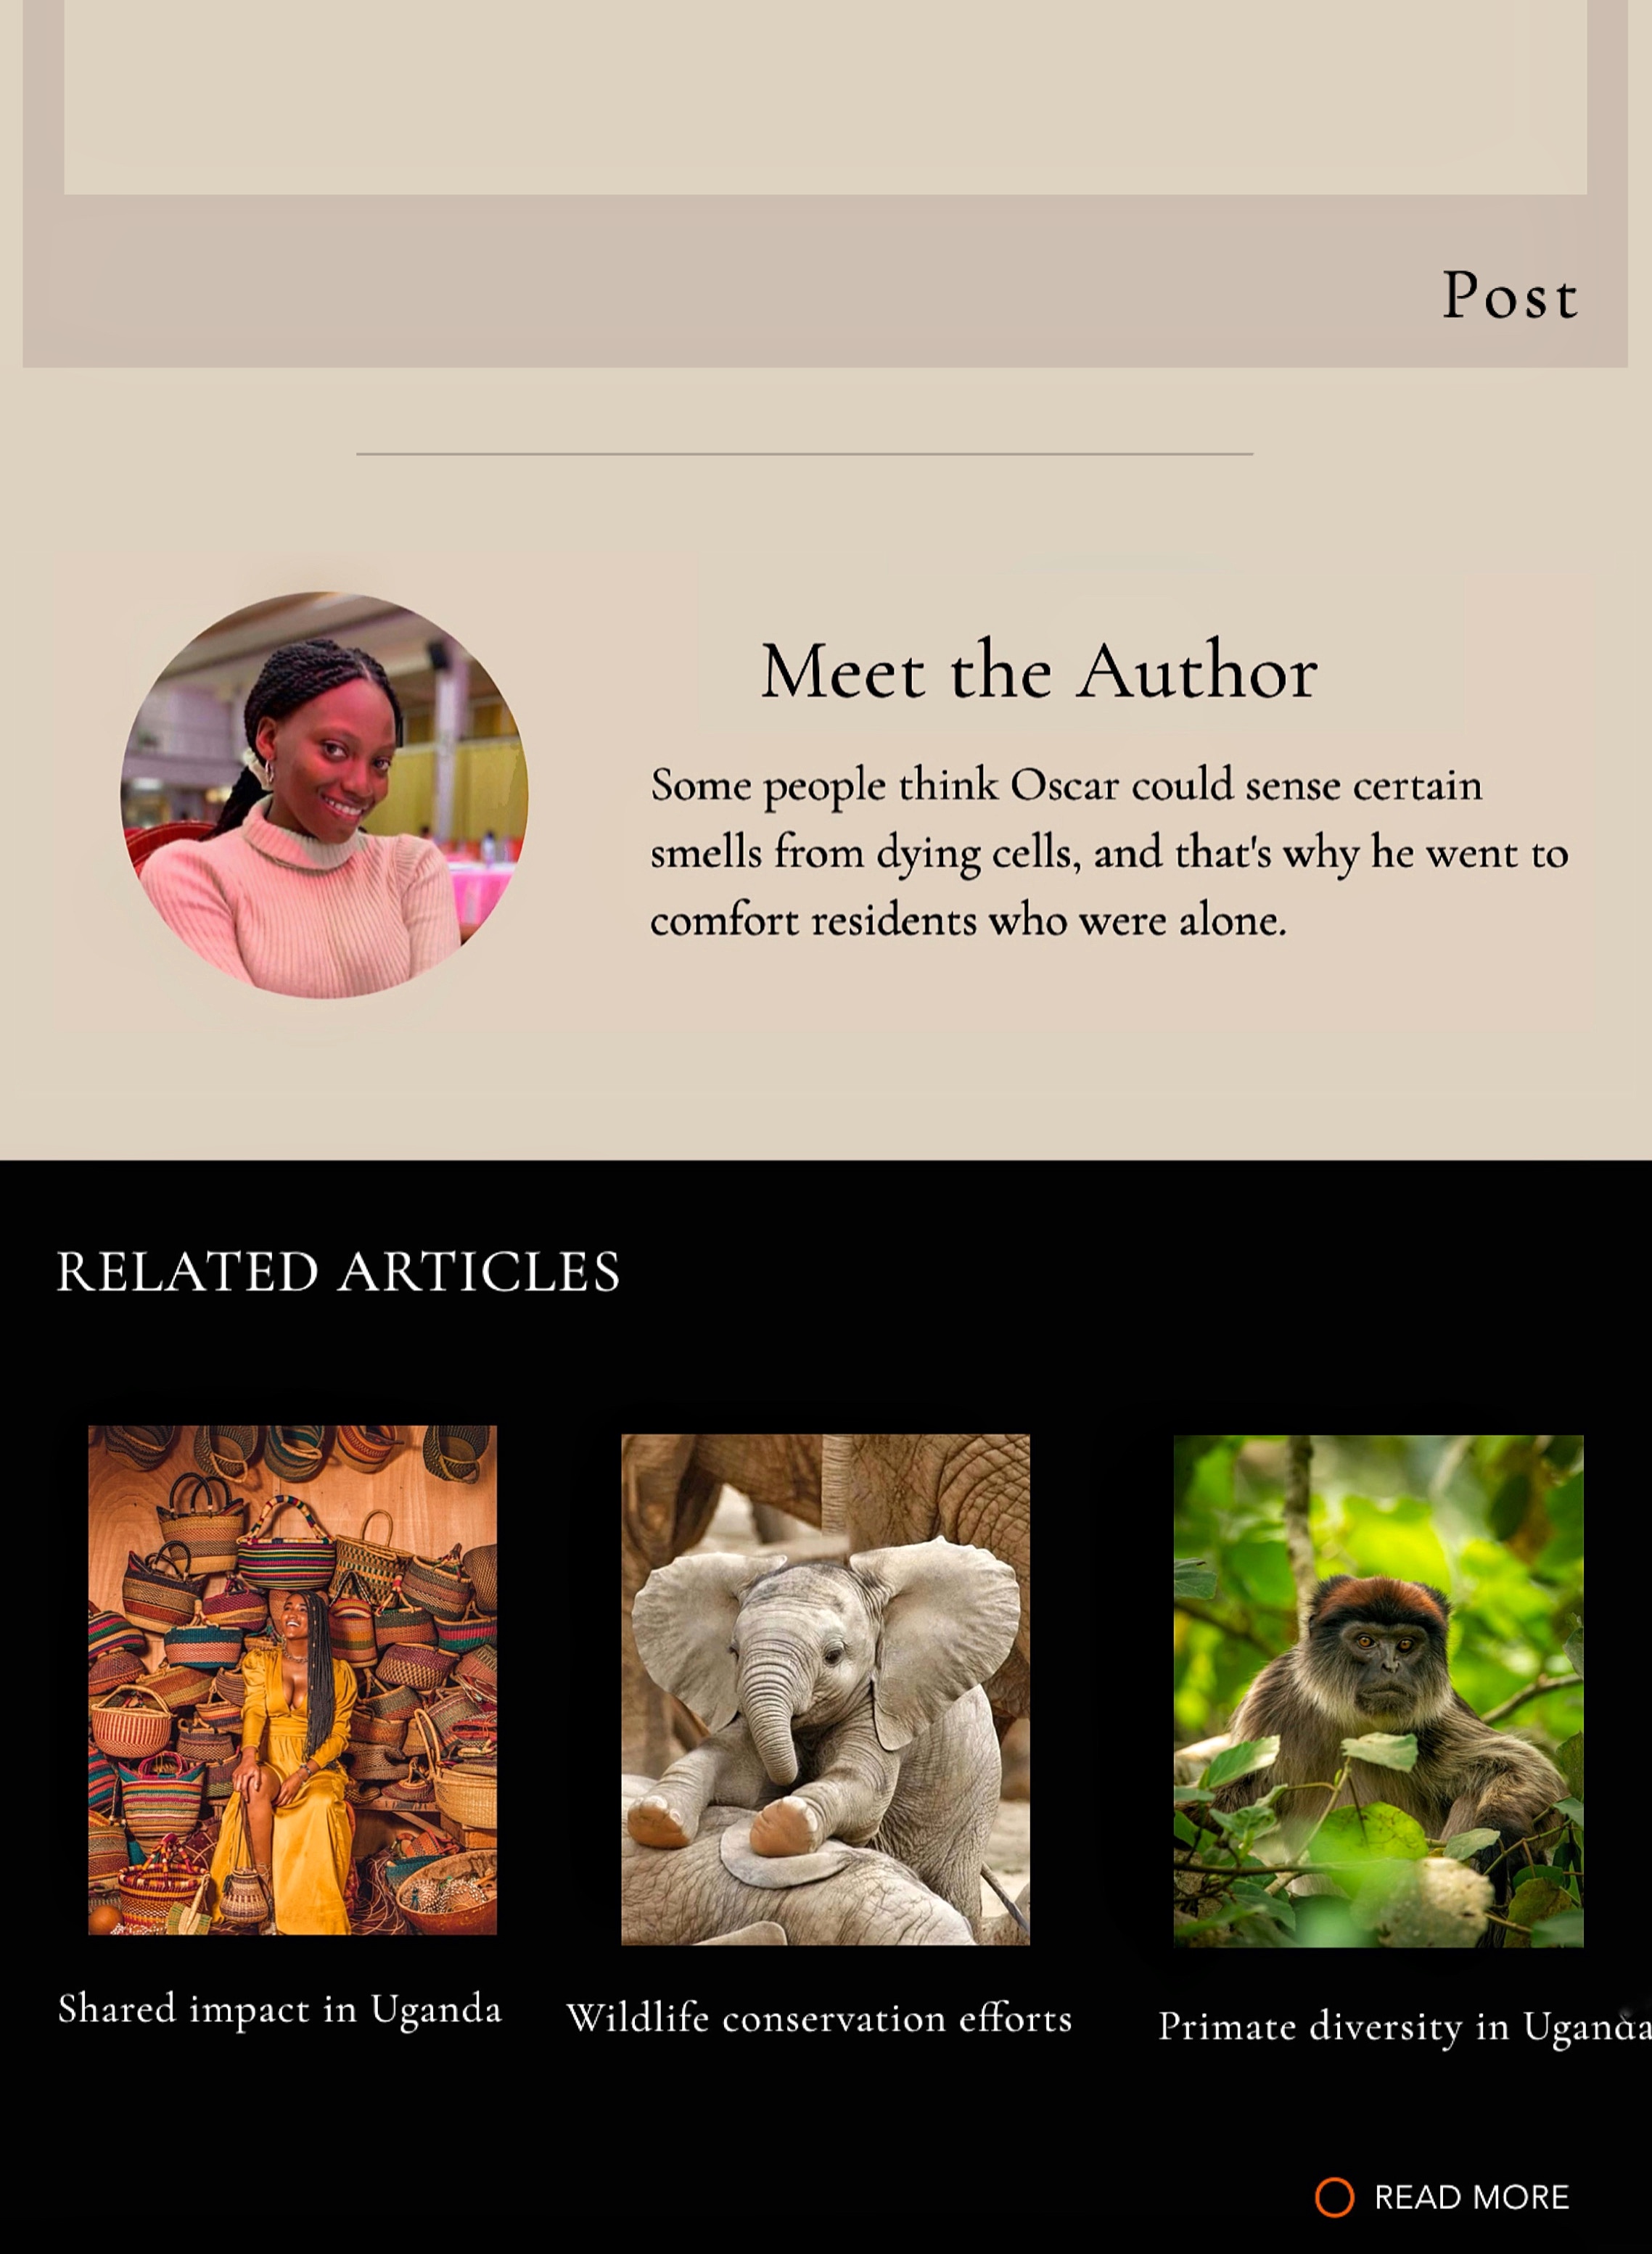 Post
Meet the Author
Some people think Oscar could sense certain
smells from dying cells, and that's why he went to
comfort residents who were alone.
RELATED ARTICLES
Shared impact in Uganda
Wildlife conservation efforts
Primate diversity in Uganda
READ MORE